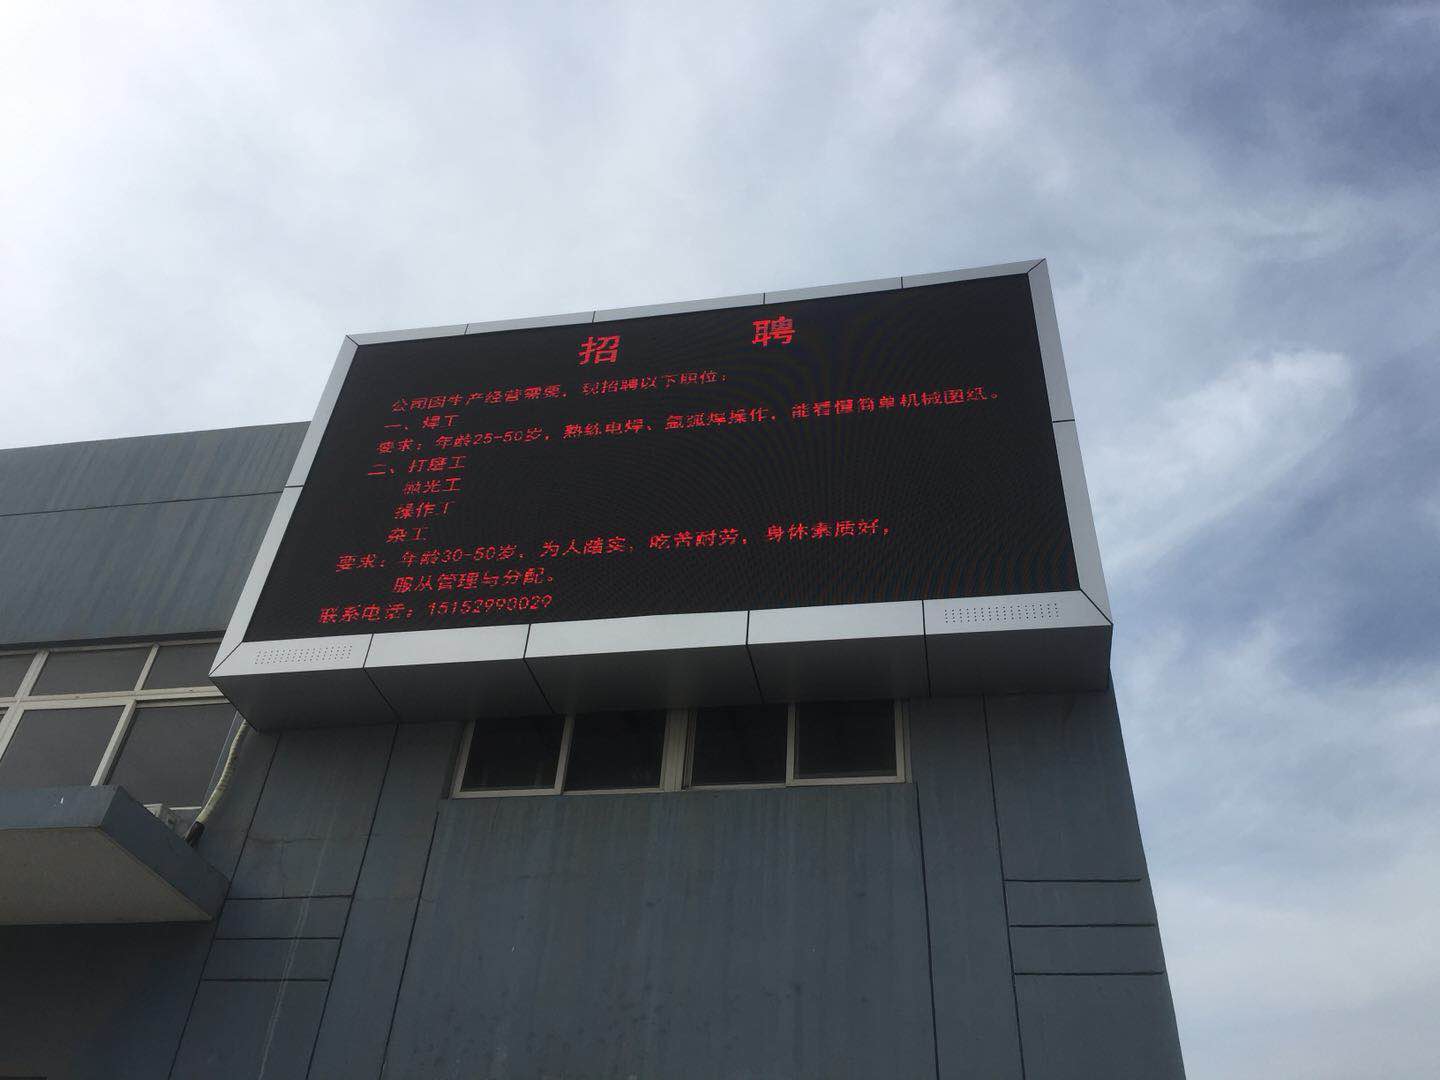 招 聘
公司因生产经营需要，现招聘以下职位：
一、焊工
要求：年龄25-50岁，熟练电焊、氩弧焊操作，能看懂简单机械图纸。
二、打磨工
抛光工
操作工
杂工
要求：年龄30-50岁，为人踏实，吃苦耐劳，身体素质好，
服从管理与分配。
联系电话：15152990029